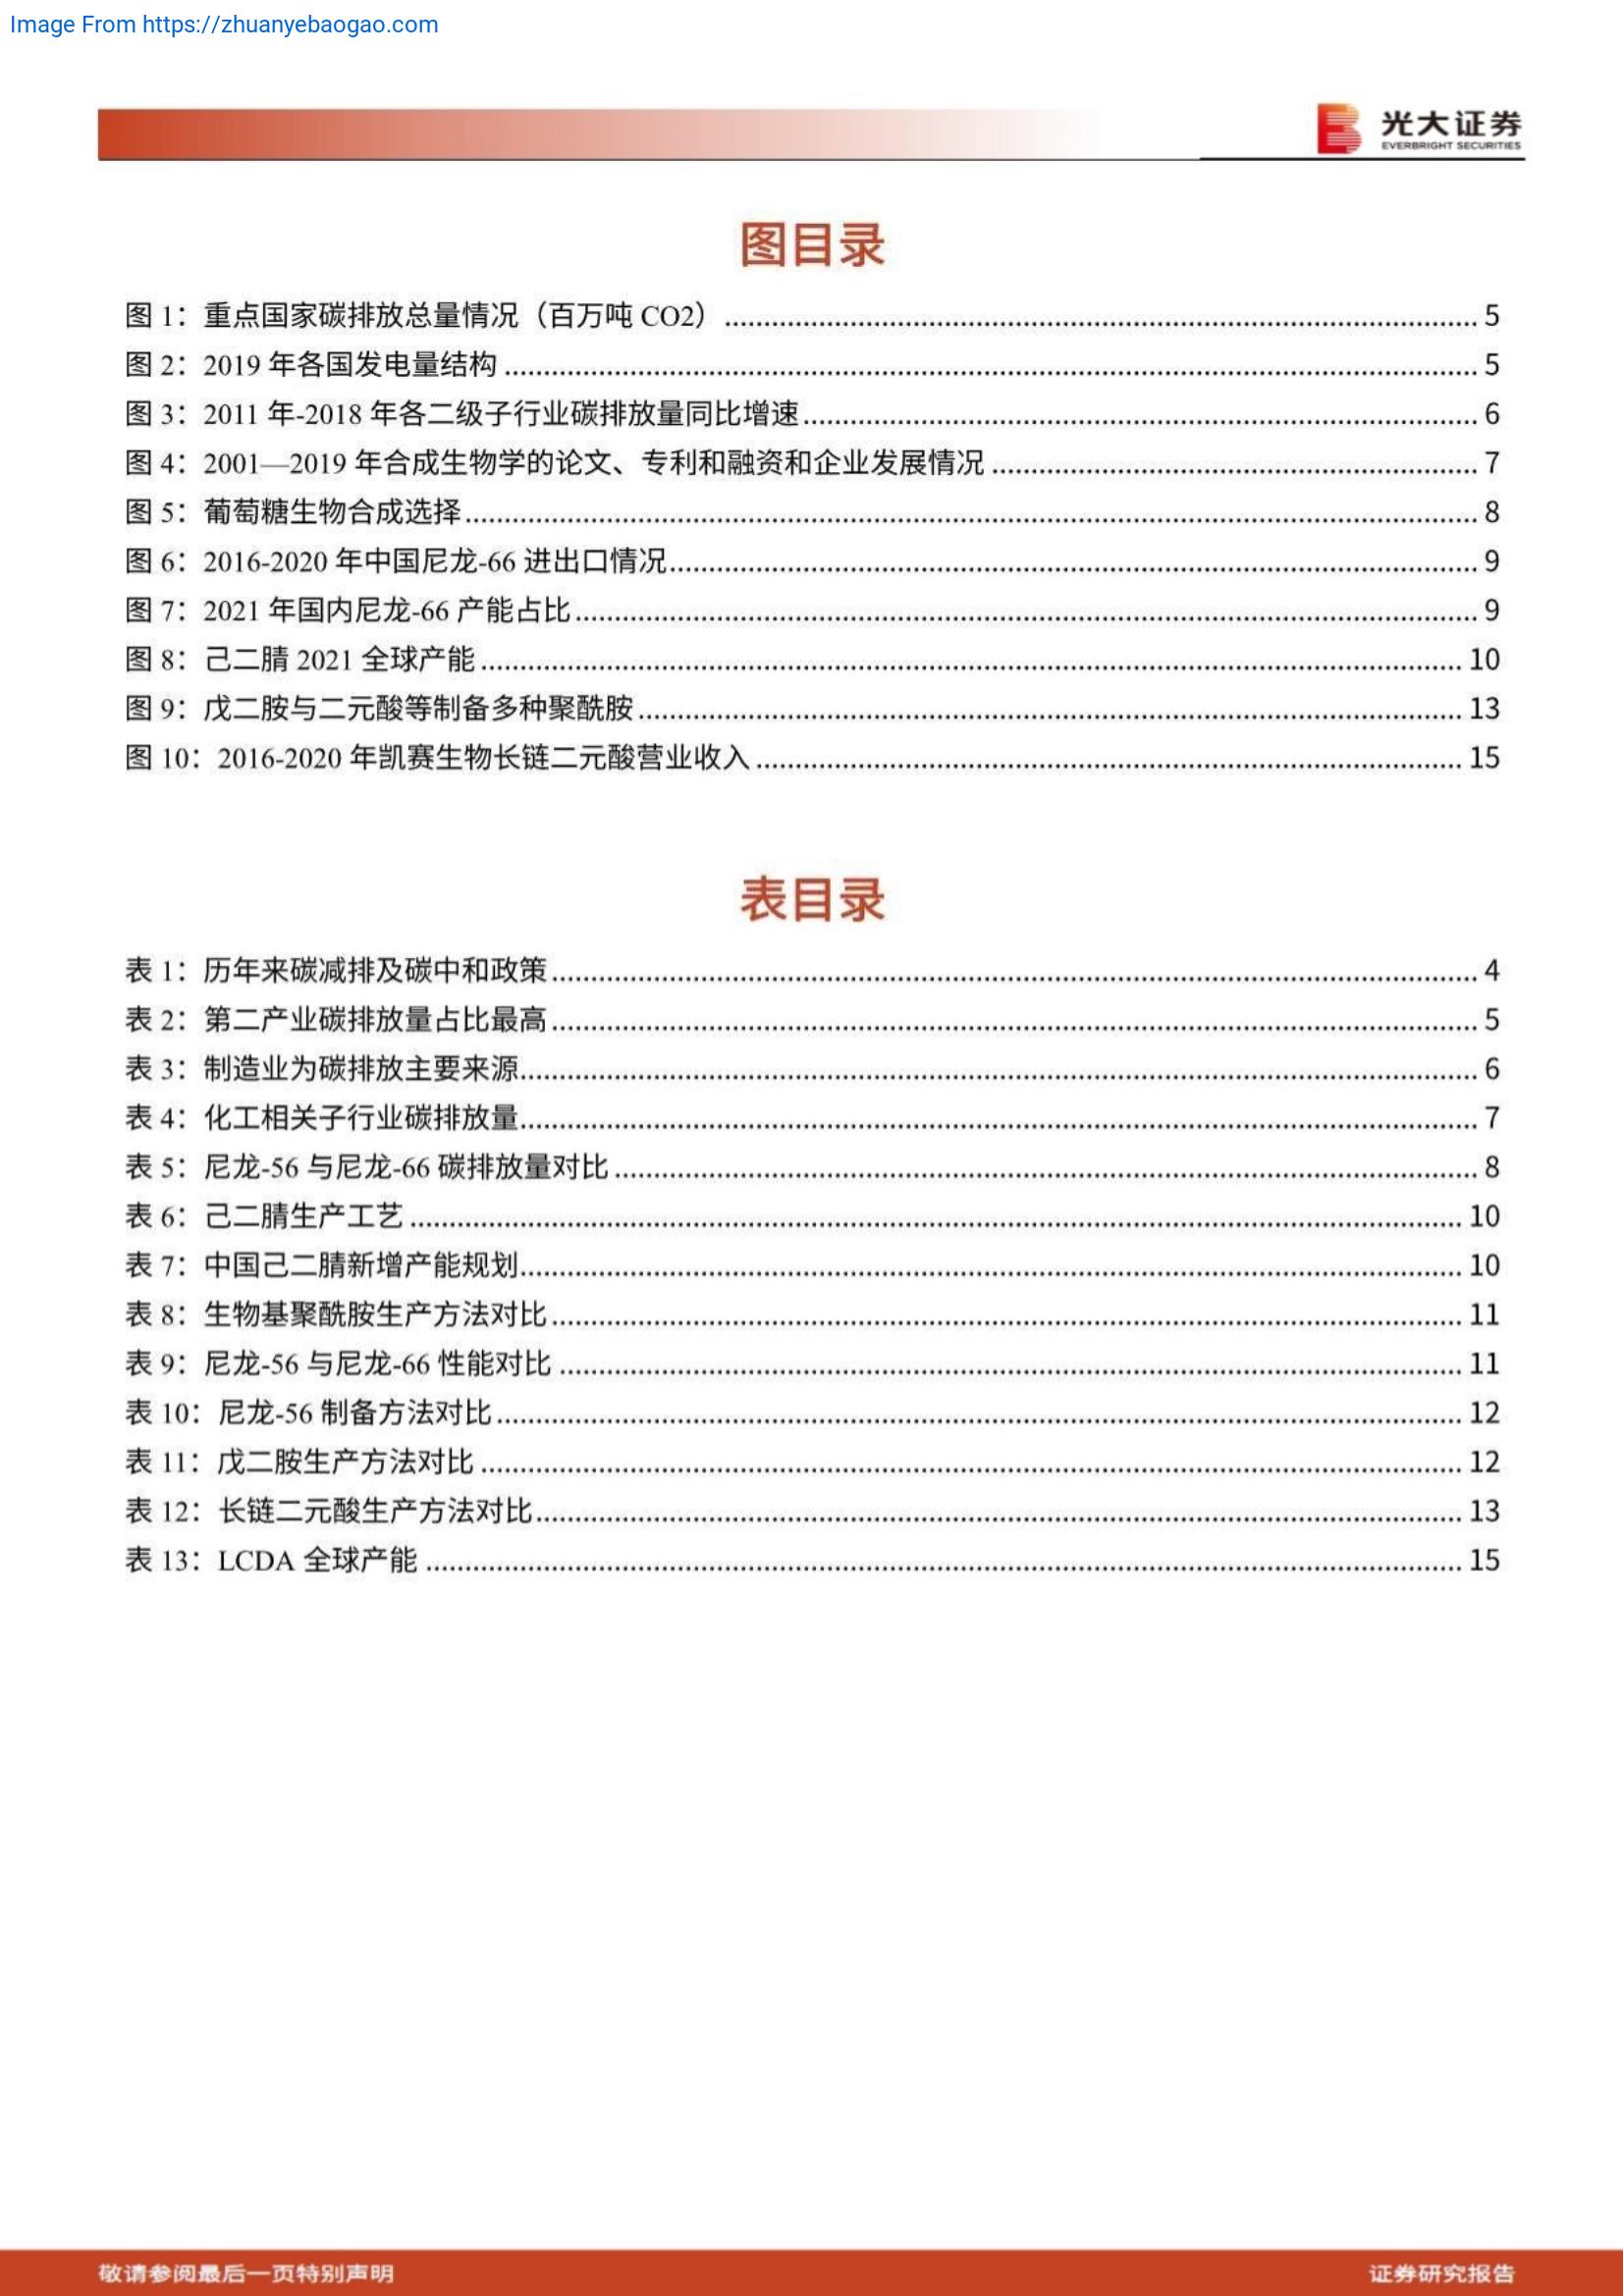 Image From https://zhuanyebaogao.com
光大证券
EVERBRIGHT SECURITIES
图目录
图 1：重点国家碳排放总量情况（百万吨 CO2） 5
图 2：2019 年各国发电量结构 5
图 3：2011 年-2018 年各二级子行业碳排放量同比增速 6
图 4：2001—2019 年合成生物学的论文、专利和融资和企业发展情况 7
图 5：葡萄糖生物合成选择 8
图 6：2016-2020 年中国尼龙-66 进出口情况 9
图 7：2021 年国内尼龙-66 产能占比 9
图 8：己二腈 2021 全球产能 10
图 9：戊二胺与二元酸等制备多种聚酰胺 13
图 10：2016-2020 年凯赛生物长链二元酸营业收入 15
表目录
表 1：历年来碳减排及碳中和政策 4
表 2：第二产业碳排放量占比最高 5
表 3：制造业为碳排放主要来源 6
表 4：化工相关子行业碳排放量 7
表 5：尼龙-56 与尼龙-66 碳排放量对比 8
表 6：己二腈生产工艺 10
表 7：中国己二腈新增产能规划 10
表 8：生物基聚酰胺生产方法对比 11
表 9：尼龙-56 与尼龙-66 性能对比 11
表 10：尼龙-56 制备方法对比 12
表 11：戊二胺生产方法对比 12
表 12：长链二元酸生产方法对比 13
表 13：LCDA 全球产能 15
敬请参阅最后一页特别声明
证券研究报告